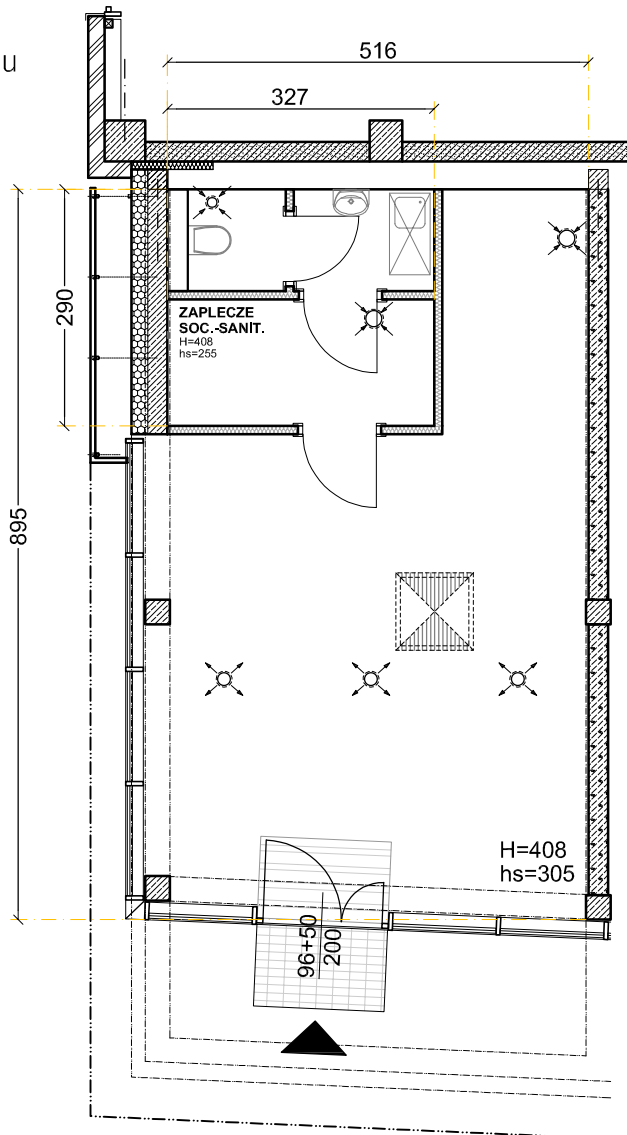 u
516
327
290
895
ZAPLECZE
SOC.-SANIT.
H=408
hs=255
H=408
hs=305
96+50
200